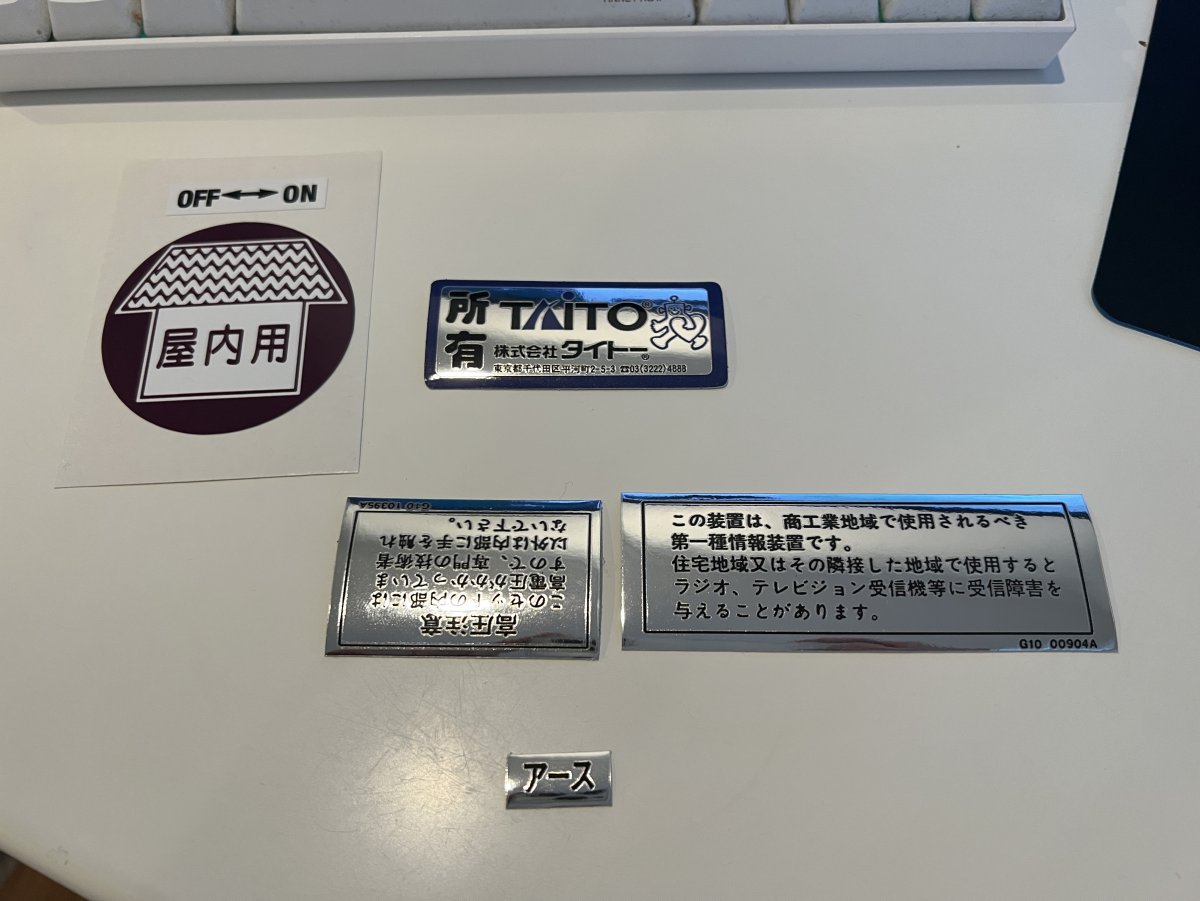 OFF↔ON
屋内用
所有
TAiTO®
株式会社 タイトー®
東京都千代田区平河町2-5-3 ☎03(3222)4888
高圧注意
このセットの内部には
高電圧がかかっていま
すので、専門の技術者
以外は内部に手を触れ
ないで下さい。
G10 10395A
この装置は、商工業地域で使用されるべき
第一種情報装置です。
住宅地域又はその隣接した地域で使用すると
ラジオ、テレビジョン受信機等に受信障害を
与えることがあります。
G10 00904A
アース